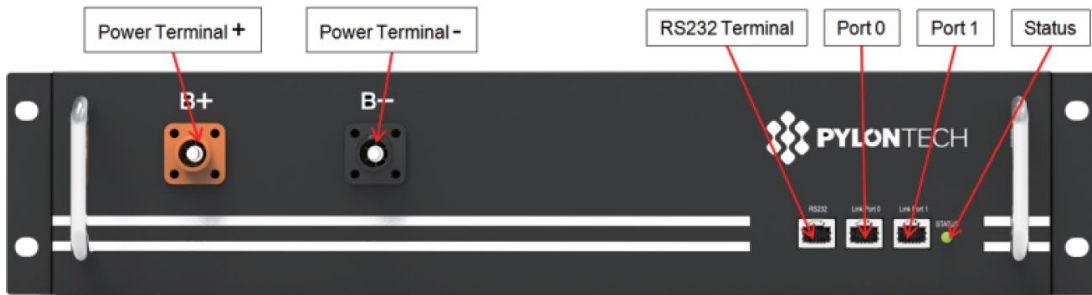 Power Terminal +
Power Terminal -
RS232 Terminal
Port 0
Port 1
Status
B+
B−
PYLONTECH
RS232
Link Port 0
Link Port 1
STATUS